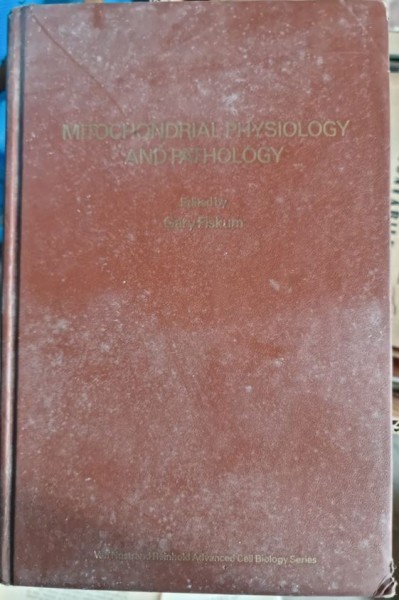 MITOCHONDRIAL PHYSIOLOGY
AND PATHOLOGY
Edited by
Gary Fiskum
Van Nostrand Reinhold Advanced Cell Biology Series